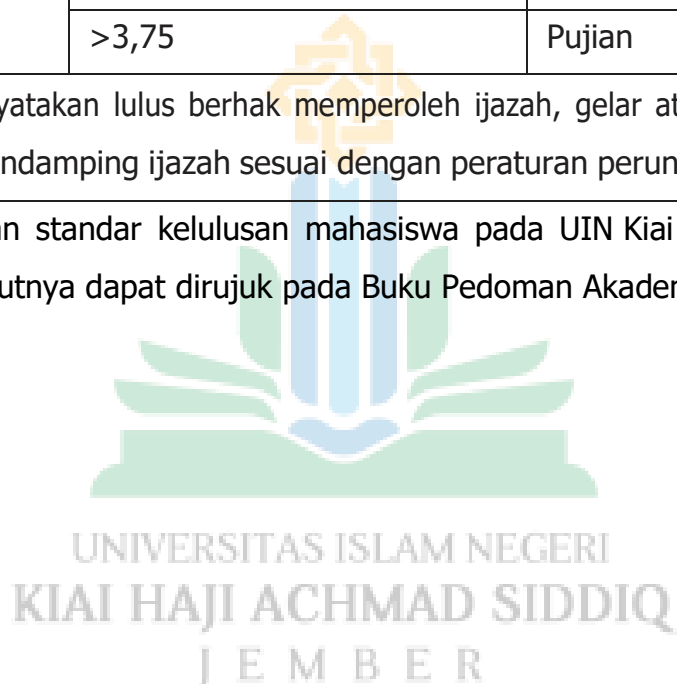 >3,75 Pujian
yatakan lulus berhak memperoleh ijazah, gelar at
ndamping ijazah sesuai dengan peraturan perun
n standar kelulusan mahasiswa pada UIN Kiai
utnya dapat dirujuk pada Buku Pedoman Akader
UNIVERSITAS ISLAM NEGERI
KIAI HAJI ACHMAD SIDDIQ
JEMBER